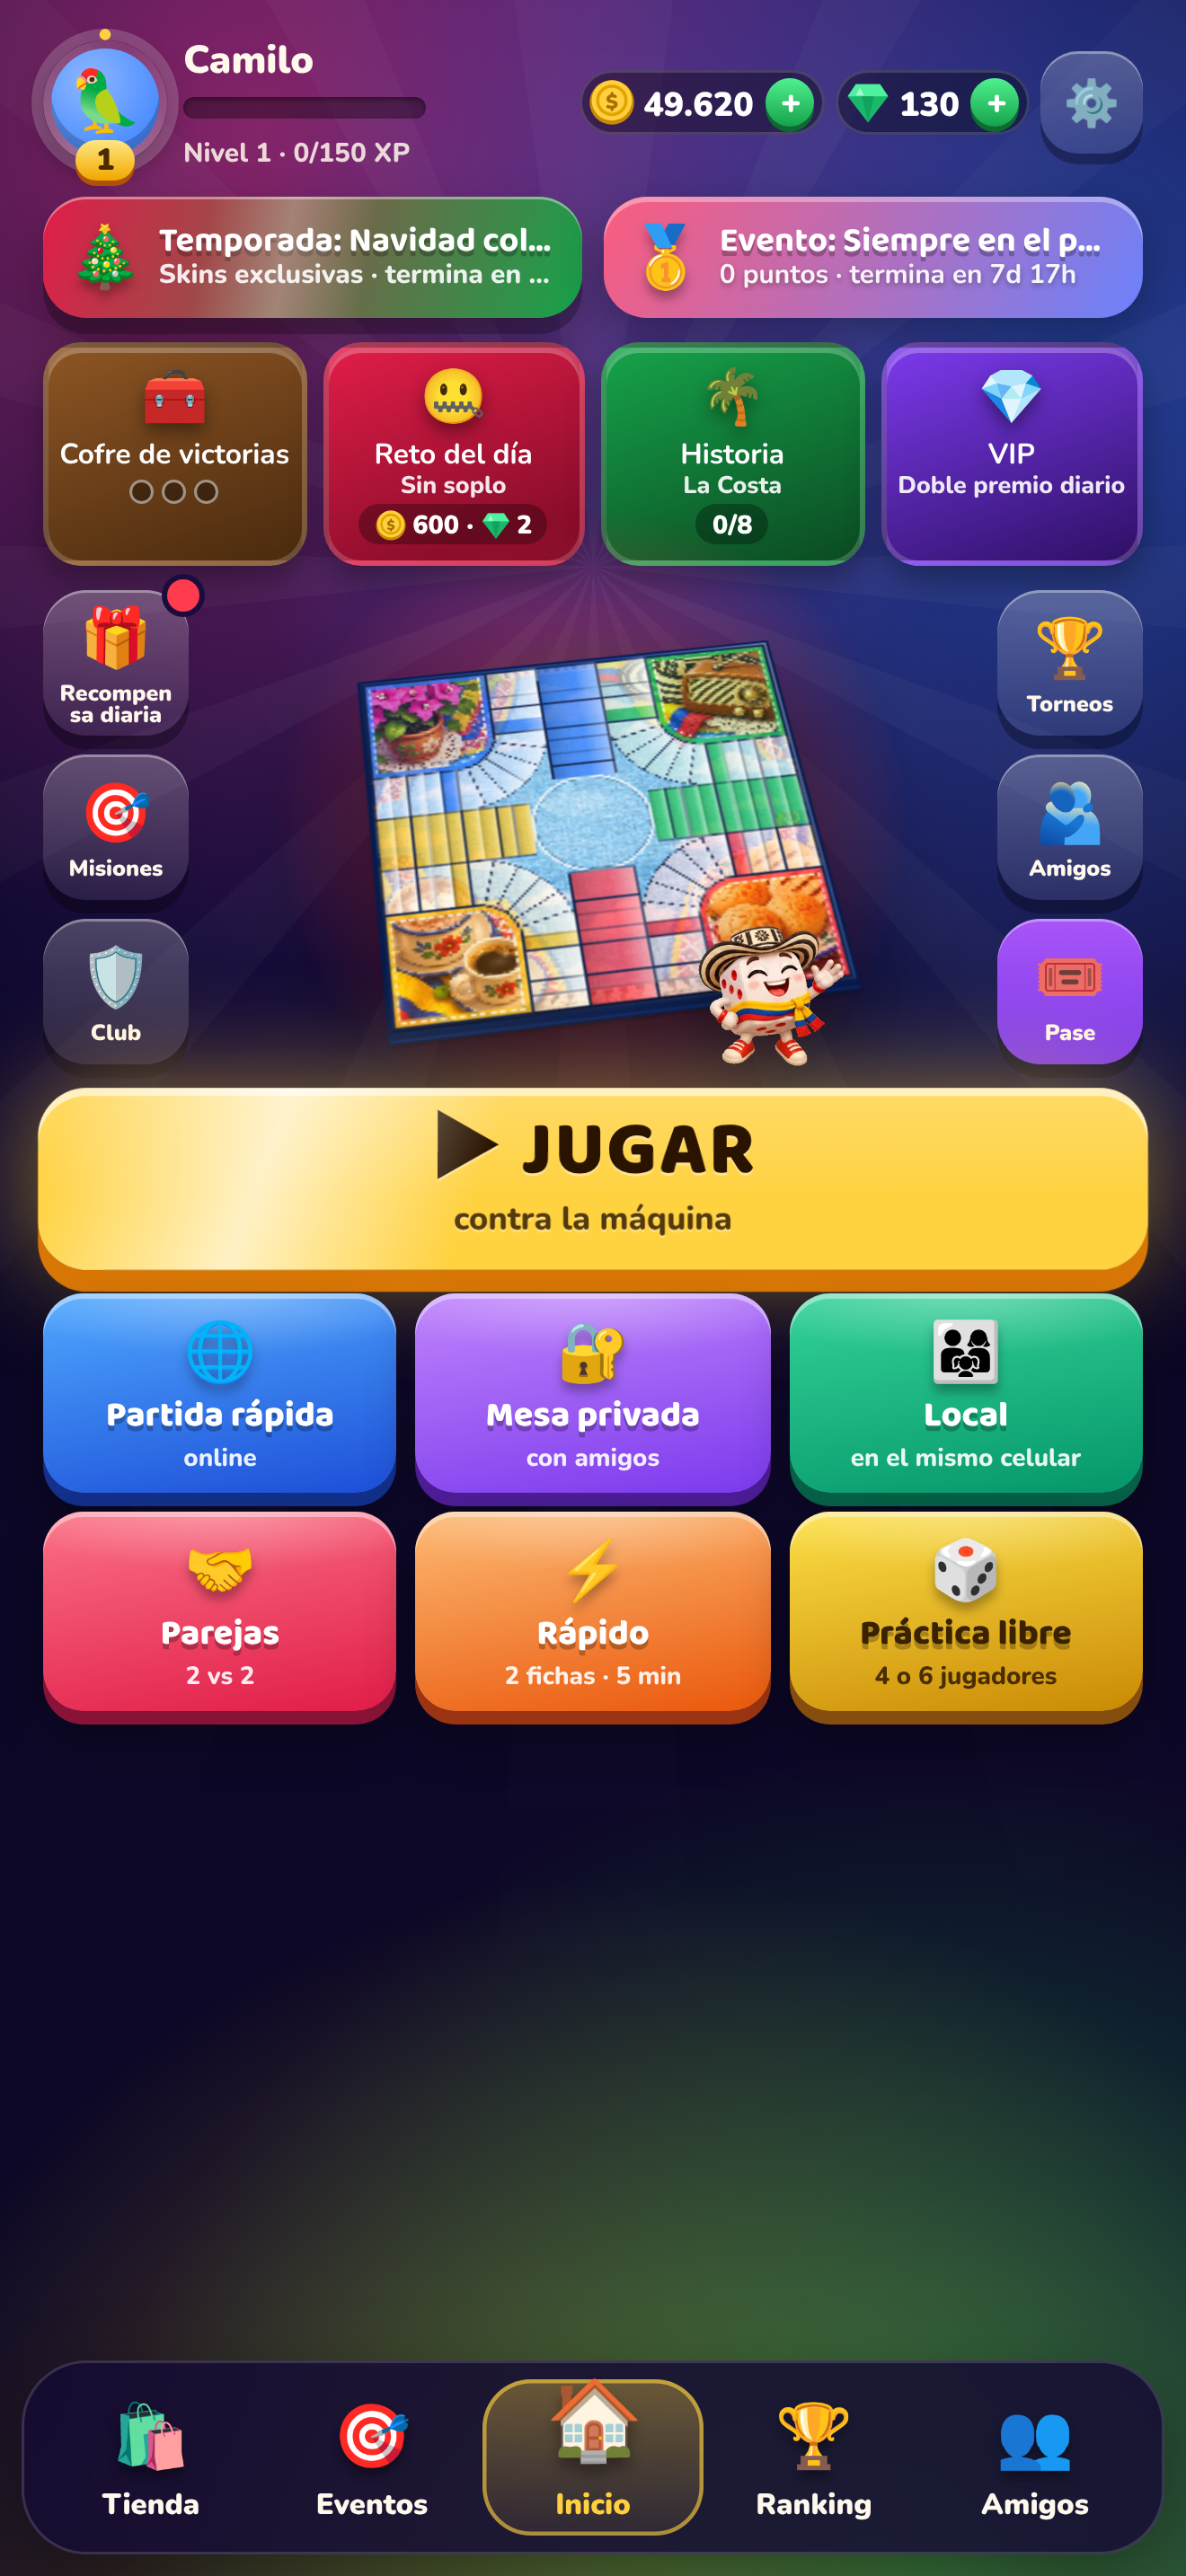 Camilo
Nivel 1 · 0/150 XP
1
49.620
130
Temporada: Navidad col...
Skins exclusivas · termina en ...
Evento: Siempre en el p...
0 puntos · termina en 7d 17h
Cofre de victorias
Reto del día
Sin soplo
600 · 2
Historia
La Costa
0/8
VIP
Doble premio diario
Recompen
sa diaria
Misiones
Club
Torneos
Amigos
Pase
JUGAR
contra la máquina
Partida rápida
online
Mesa privada
con amigos
Local
en el mismo celular
Parejas
2 vs 2
Rápido
2 fichas · 5 min
Práctica libre
4 o 6 jugadores
Tienda
Eventos
Inicio
Ranking
Amigos